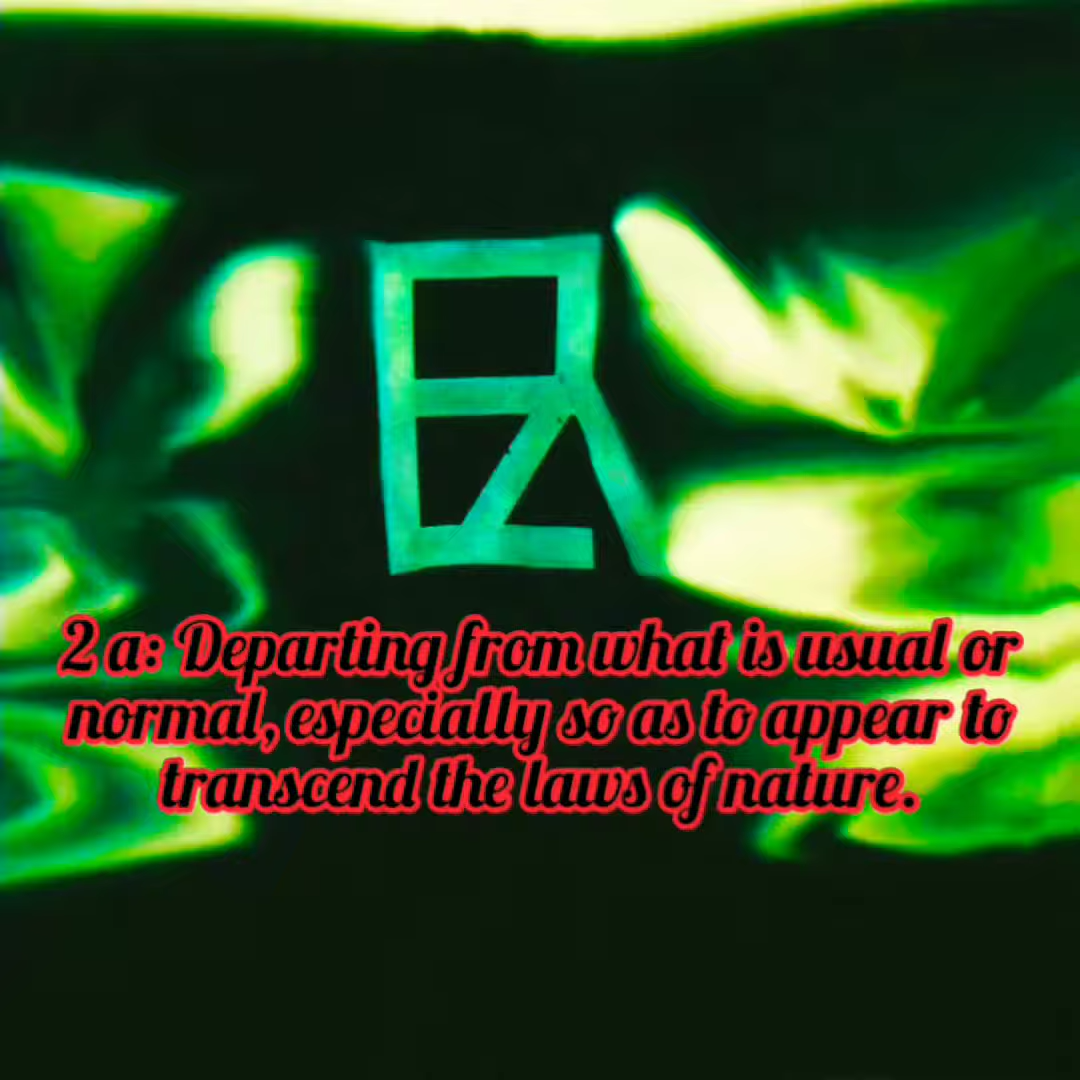 2 a: Departing from what is usual or
normal, especially so as to appear to
transcend the laws of nature.